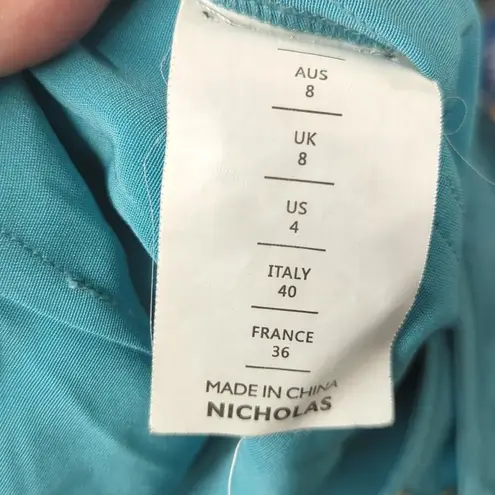 AUS
8
UK
8
US
4
ITALY
40
FRANCE
36
MADE IN CHINA
NICHOLAS